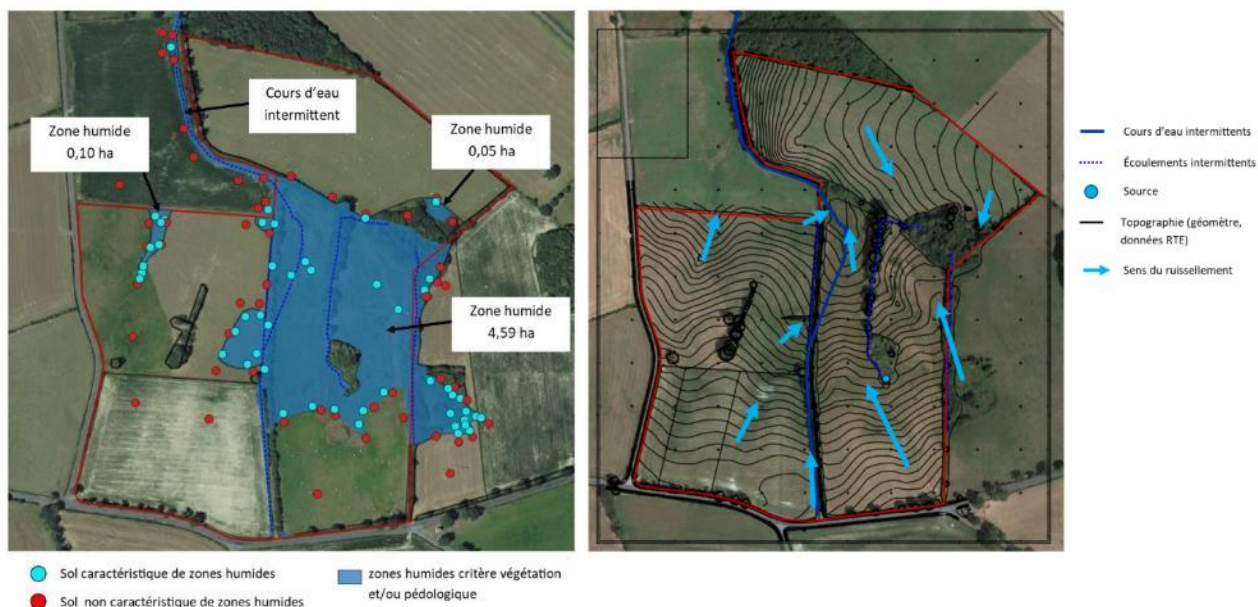 Cours d'eau
intermittent
Zone humide
0,10 ha
Zone humide
0,05 ha
Zone humide
4,59 ha
Sol caractéristique de zones humides
Sol non caractéristique de zones humides
zones humides critère végétation
et/ou pédologique
Cours d'eau intermittents
Écoulements intermittents
Source
Topographie (géomètre,
données RTE)
Sens du ruissellement